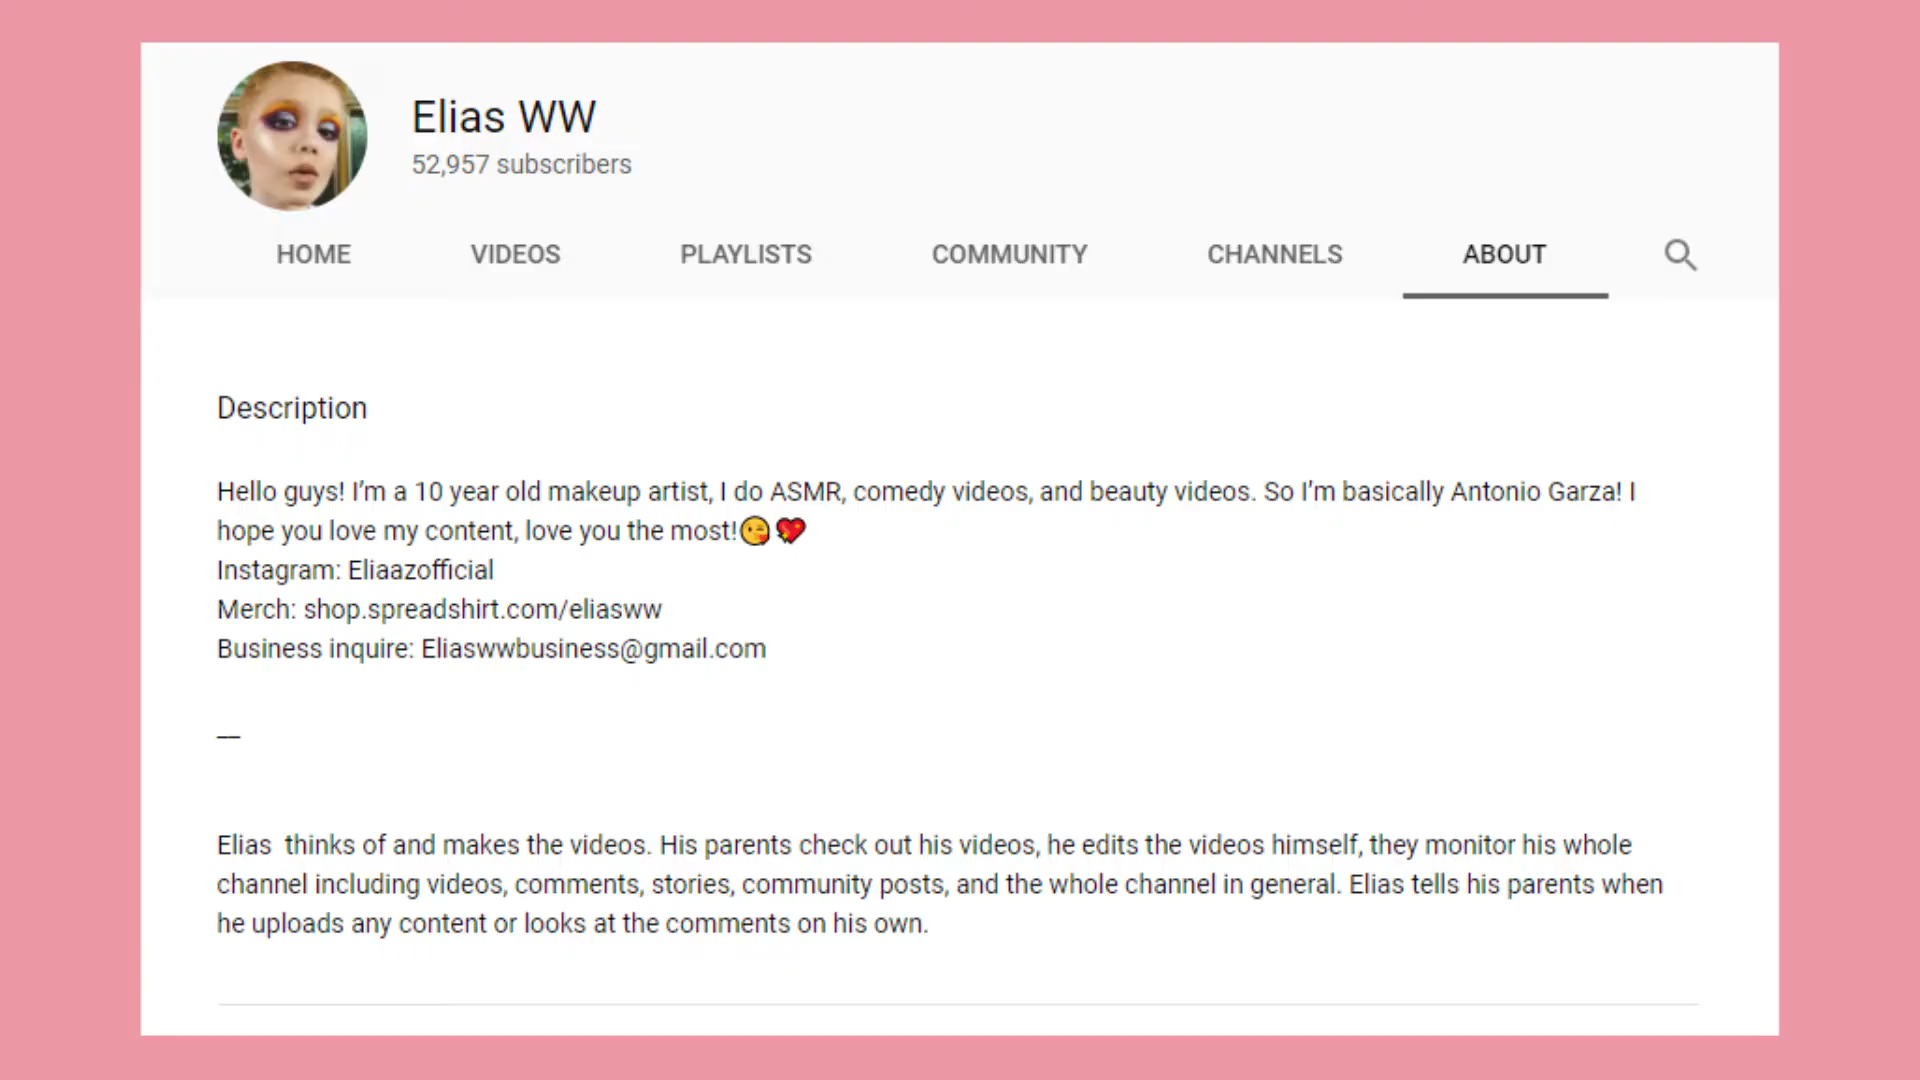 Elias WW
52,957 subscribers
HOME VIDEOS PLAYLISTS COMMUNITY CHANNELS ABOUT
Description
Hello guys! I’m a 10 year old makeup artist, I do ASMR, comedy videos, and beauty videos. So I’m basically Antonio Garza! I
hope you love my content, love you the most!😘💖
Instagram: Eliaazofficial
Merch: shop.spreadshirt.com/eliasww
Business inquire: Eliaswwbusiness@gmail.com
—
Elias  thinks of and makes the videos. His parents check out his videos, he edits the videos himself, they monitor his whole
channel including videos, comments, stories, community posts, and the whole channel in general. Elias tells his parents when
he uploads any content or looks at the comments on his own.